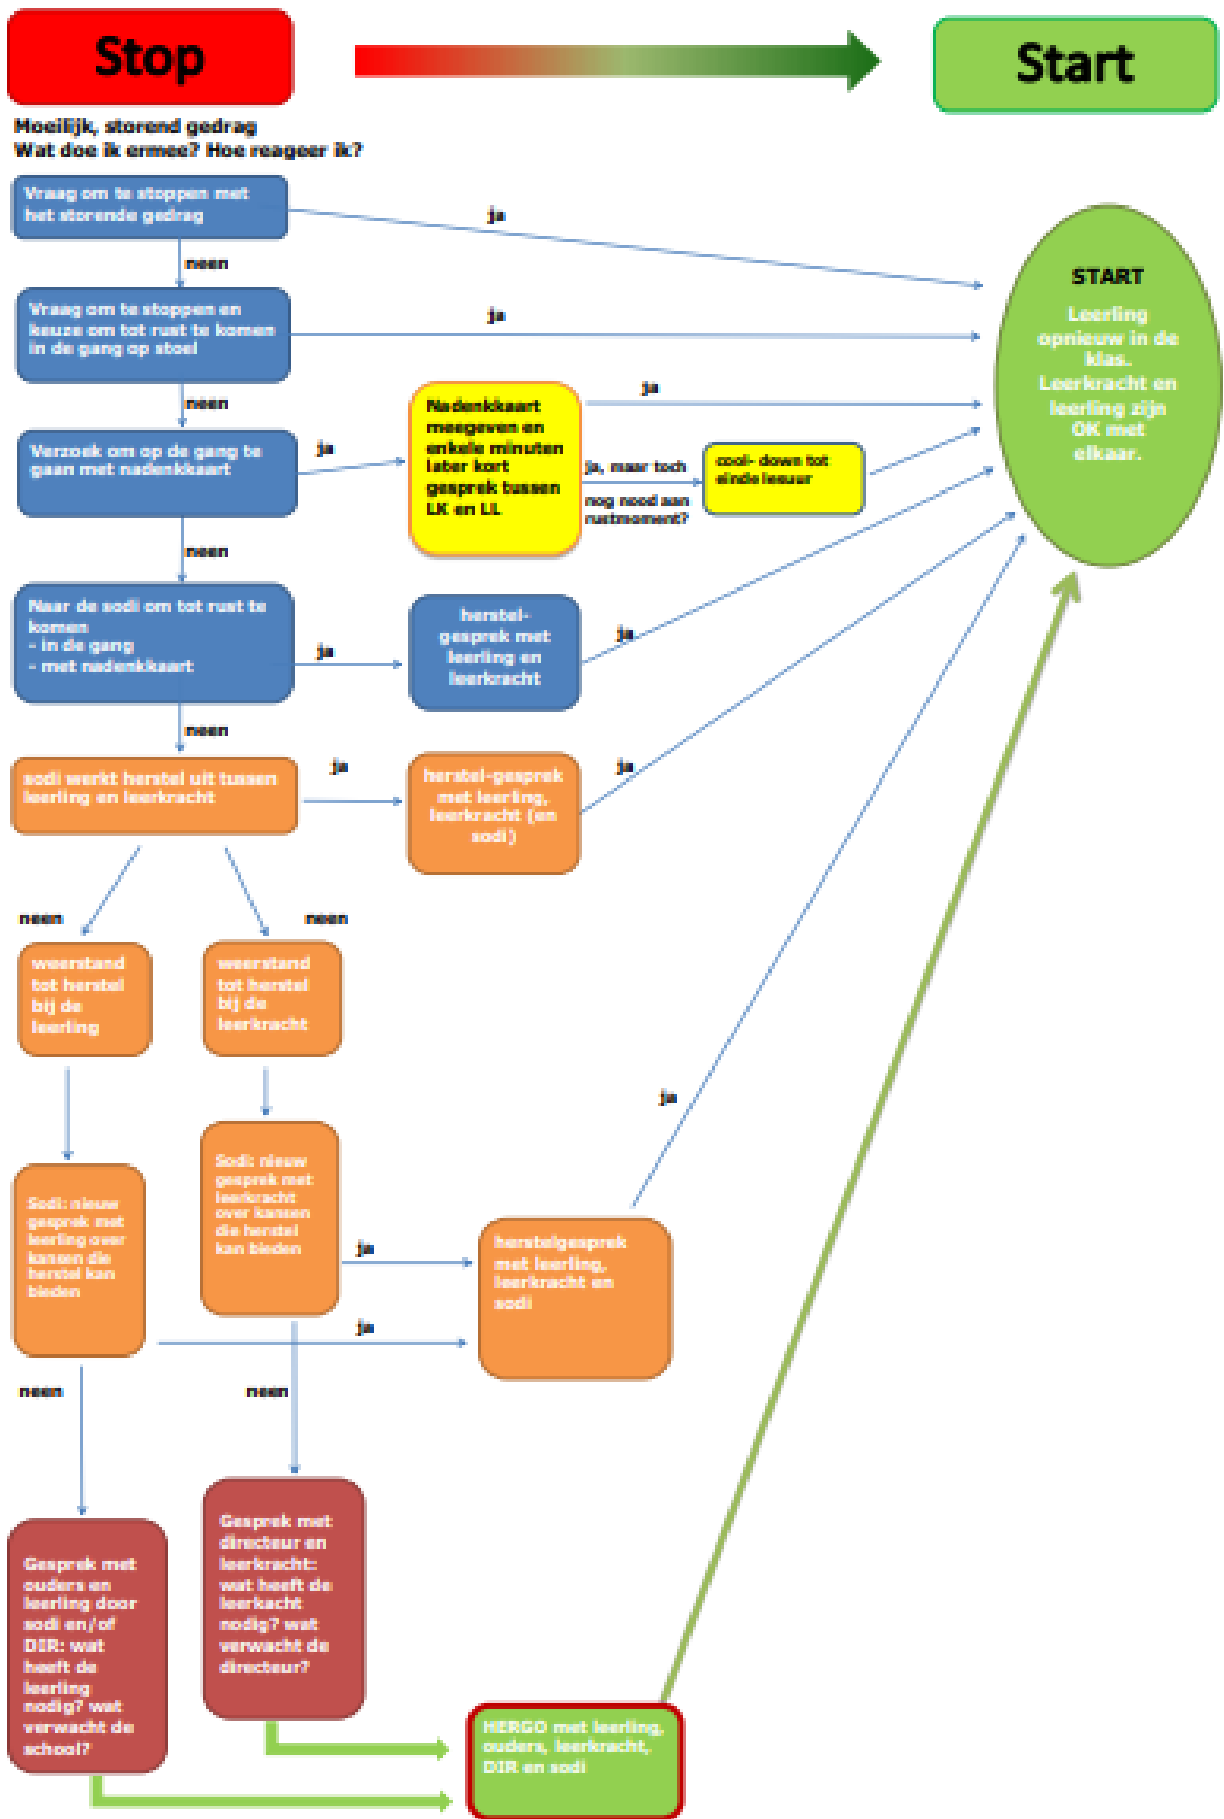 Stop
Start
Moeilijk, storend gedrag
Wat doe ik ermee? Hoe reageer ik?
Vraag om te stoppen met
het storende gedrag
ja
neen
Vraag om te stoppen en
keuze om tot rust te komen
in de gang op stoel
ja
START
Leerling
opnieuw in de
klas.
Leerkracht en
leerling zijn
OK met
elkaar.
neen
Verzoek om op de gang te
gaan met nadenkkaart
ja
Nadenkkaart
meegeven en
enkele minuten
later kort
gesprek tussen
LK en LL
ja
ja, maar toch
nog nood aan
rustmoment?
cool- down tot
einde lesuur
neen
Naar de sodi om tot rust te
komen
- in de gang
- met nadenkkaart
ja
herstel-
gesprek met
leerling en
leerkracht
ja
neen
sodi werkt herstel uit tussen
leerling en leerkracht
ja
herstel-gesprek
met leerling,
leerkracht (en
sodi)
ja
neen
neen
weerstand
tot herstel
bij de
leerling
weerstand
tot herstel
bij de
leerkracht
Sodi: nieuw
gesprek met
leerling over
kansen die
herstel kan
bieden
Sodi: nieuw
gesprek met
leerkracht
over kansen
die herstel
kan bieden
ja
ja
herstelgesprek
met leerling,
leerkracht en
sodi
ja
neen
neen
Gesprek met
ouders en
leerling door
sodi en/of
DIR: wat
heeft de
leerling
nodig? wat
verwacht de
school?
Gesprek met
directeur en
leerkracht:
wat heeft de
leerkacht
nodig? wat
verwacht de
directeur?
HERGO met leerling,
ouders, leerkracht,
DIR en sodi